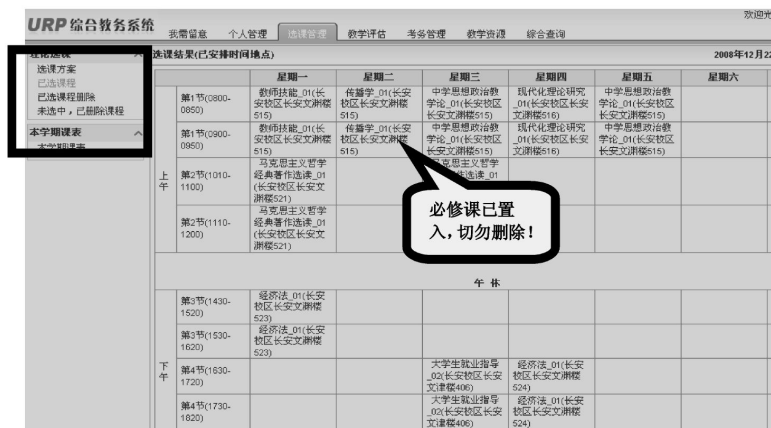 欢迎光
URP 综合教务系统
我需留意 个人管理 选课管理 教学评估 考务管理 教学资源 综合查询
选课结果(已安排时间地点) 2008年12月22
选课方案
已选课程
已选课程删除
未选中，已删除课程
本学期课表
本学期课表
星期一 星期二 星期三 星期四 星期五 星期六
上午
第1节(0800-0850)
教师技能_01(长安校区长安文渊楼515)
传播学_01(长安校区长安文渊楼515)
中学思想政治教学论_01(长安校区长安文渊楼515)
现代化理论研究_01(长安校区长安文渊楼516)
中学思想政治教学论_01(长安校区长安文渊楼515)
第1节(0900-0950)
教师技能_01(长安校区长安文渊楼515)
传播学_01(长安校区长安文渊楼515)
中学思想政治教学论_01(长安校区长安文渊楼515)
现代化理论研究_01(长安校区长安文渊楼516)
中学思想政治教学论_01(长安校区长安文渊楼515)
第2节(1010-1100)
马克思主义哲学经典著作选读_01(长安校区长安文渊楼521)
克思主义哲学
作选读_01
第2节(1110-1200)
马克思主义哲学经典著作选读_01(长安校区长安文渊楼521)
必修课已置
入，切勿删除！
午 休
下午
第3节(1430-1520)
经济法_01(长安校区长安文渊楼523)
第3节(1530-1620)
经济法_01(长安校区长安文渊楼523)
第4节(1630-1720)
大学生就业指导_02(长安校区长安文津楼406)
经济法_01(长安校区长安文渊楼524)
第4节(1730-1820)
大学生就业指导_02(长安校区长安文津楼406)
经济法_01(长安校区长安文渊楼524)